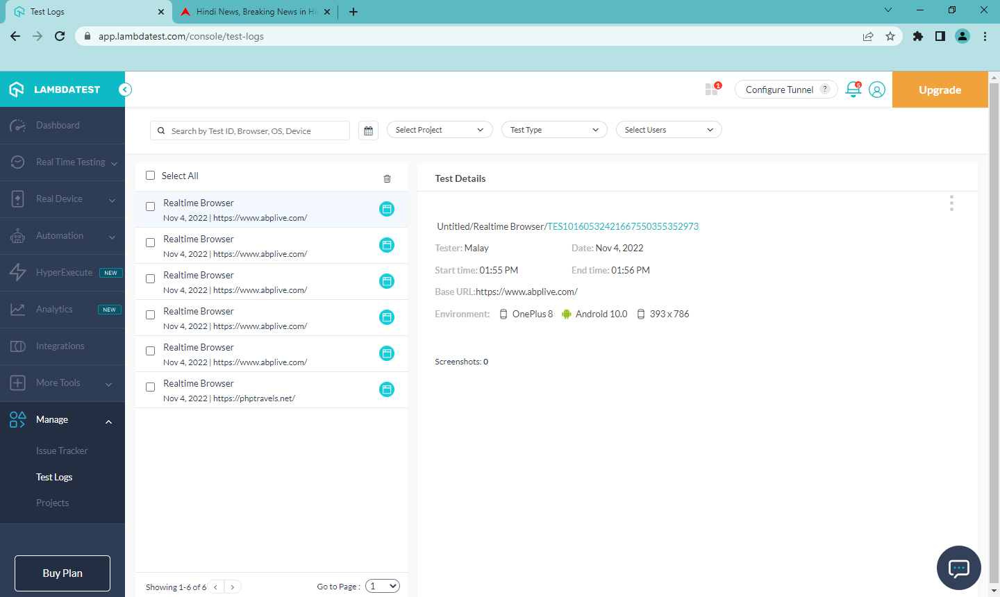 Test Logs
Hindi News, Breaking News in Hi
app.lambdatest.com/console/test-logs
LAMBDATEST
1
Configure Tunnel ?
5
Upgrade
Dashboard
Real Time Testing
Real Device
Automation
HyperExecute NEW
Analytics NEW
Integrations
More Tools
Manage
Issue Tracker
Test Logs
Projects
Buy Plan
Search by Test ID, Browser, OS, Device
Select Project
Test Type
Select Users
Select All
Realtime Browser
Nov 4, 2022 | https://www.abplive.com/
Realtime Browser
Nov 4, 2022 | https://www.abplive.com/
Realtime Browser
Nov 4, 2022 | https://www.abplive.com/
Realtime Browser
Nov 4, 2022 | https://www.abplive.com/
Realtime Browser
Nov 4, 2022 | https://www.abplive.com/
Realtime Browser
Nov 4, 2022 | https://phptravels.net/
Showing 1-6 of 6 < >
Go to Page : 1
Test Details
Untitled/Realtime Browser/TES10160532421667550355352973
Tester: Malay Date: Nov 4, 2022
Start time: 01:55 PM End time: 01:56 PM
Base URL:https://www.abplive.com/
Environment: OnePlus 8 Android 10.0 393 x 786
Screenshots: 0